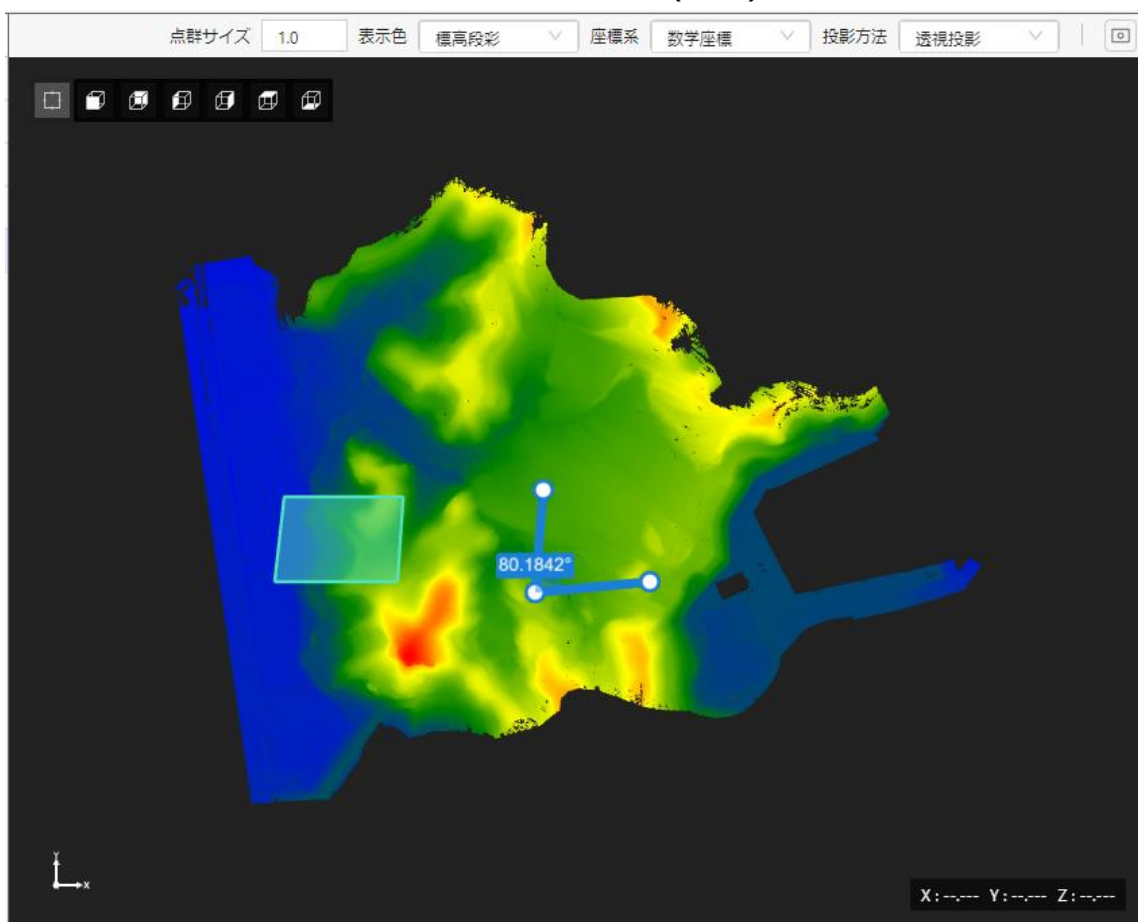 点群サイズ 1.0 表示色 標高段彩 座標系 数学座標 投影方法 透視投影
80.1842°
Y
X
X:--.--- Y:--.--- Z:--.---